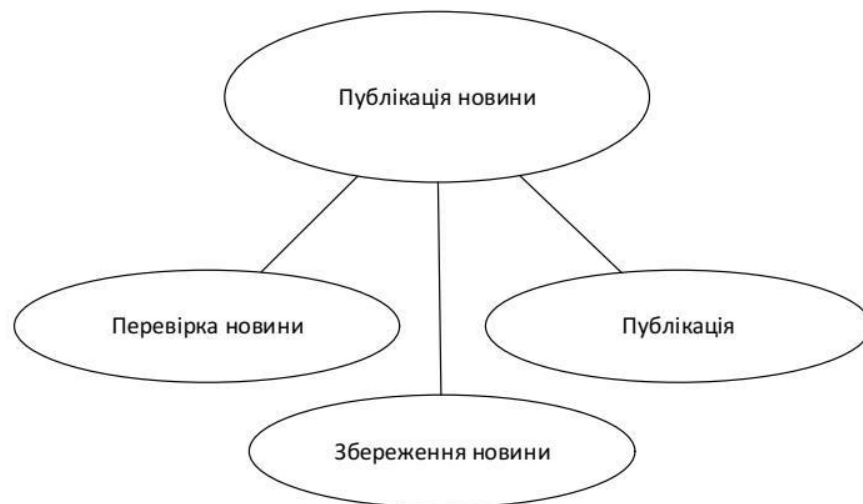 Публікація новини
Перевірка новини
Публікація
Збереження новини